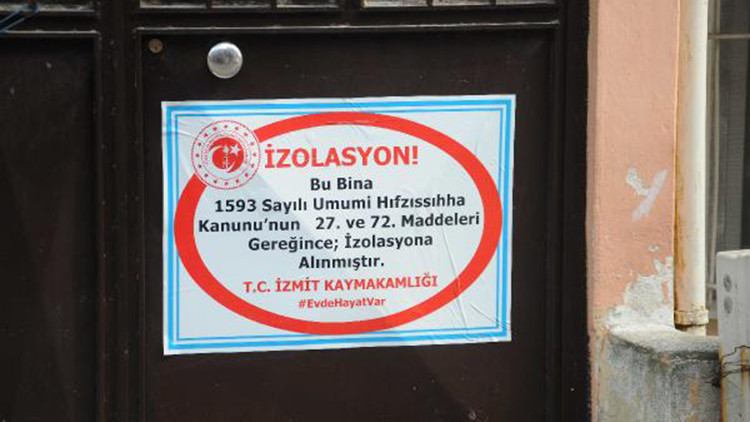 İZOLASYON!
Bu Bina
1593 Sayılı Umumi Hıfzıssıhha
Kanunu'nun 27. ve 72. Maddeleri
Gereğince; İzolasyona
Alınmıştır.
T.C. İZMİT KAYMAKAMLIĞI
#EvdeHayatVar